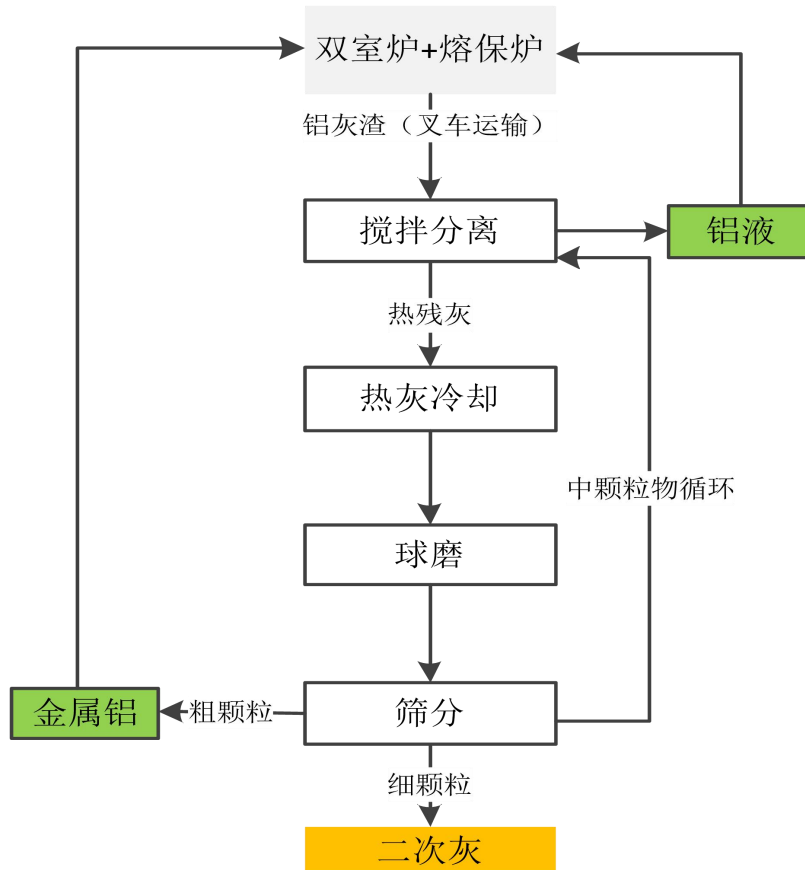 双室炉+熔保炉
铝灰渣（叉车运输）
搅拌分离
铝液
热残灰
热灰冷却
中颗粒物循环
球磨
金属铝
粗颗粒
筛分
细颗粒
二次灰